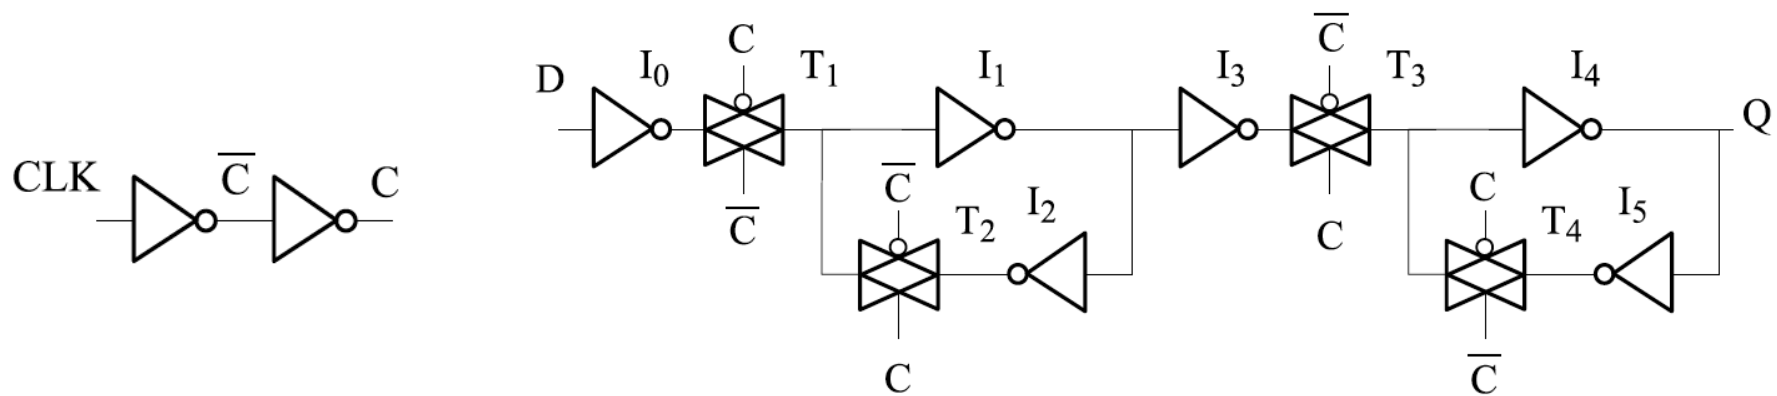 CLK
C̅
C
D
I₀
C
C̅
T₁
I₁
C̅
C
T₂
I₂
I₃
C̅
C
T₃
I₄
C
C̅
T₄
I₅
Q